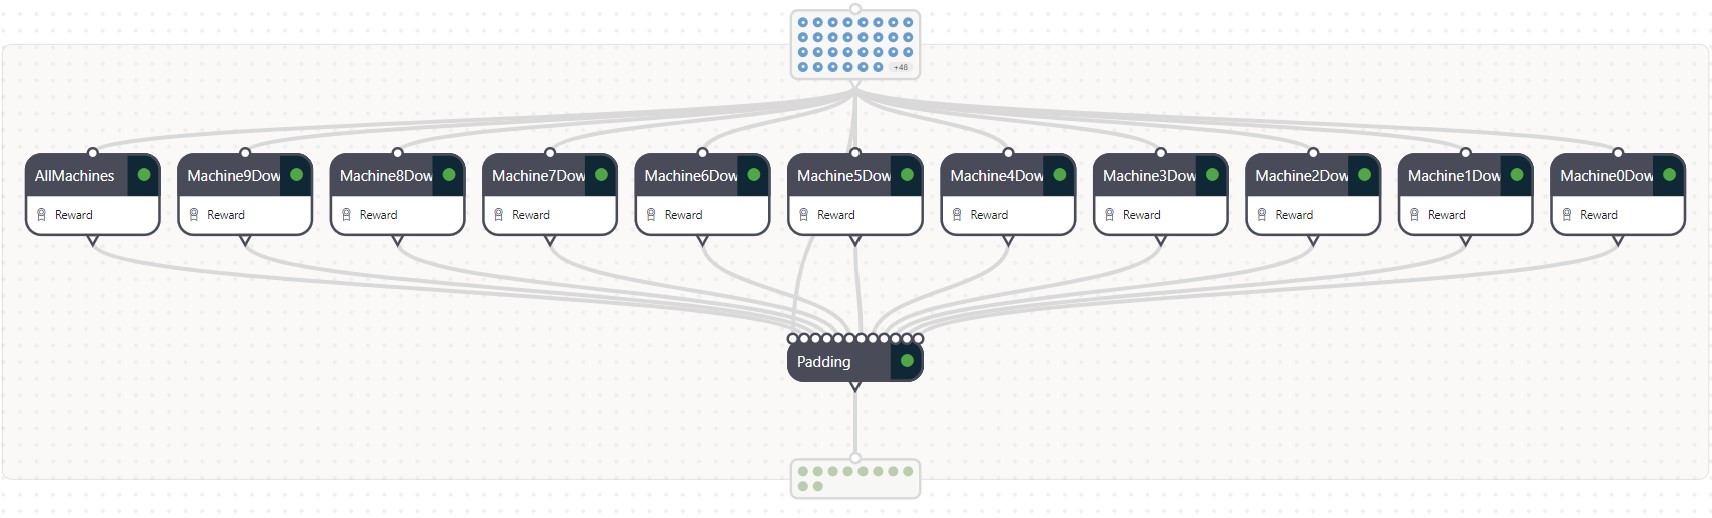 +48
AllMachines
Machine9Dow
Machine8Dow
Machine7Dow
Machine6Dow
Machine5Dow
Machine4Dow
Machine3Dow
Machine2Dow
Machine1Dow
Machine0Dow
Reward
Reward
Reward
Reward
Reward
Reward
Reward
Reward
Reward
Reward
Reward
Padding